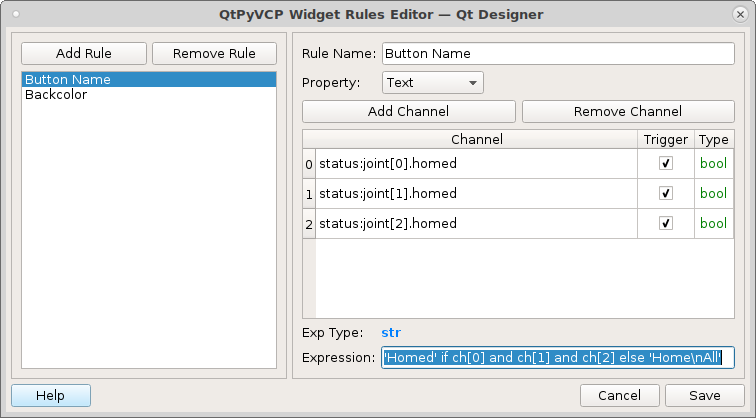 QtPyVCP Widget Rules Editor — Qt Designer
Add Rule
Remove Rule
Button Name
Backcolor
Rule Name: Button Name
Property: Text
Add Channel
Remove Channel
Channel Trigger Type
0 status:joint[0].homed bool
1 status:joint[1].homed bool
2 status:joint[2].homed bool
Exp Type: str
Expression: 'Homed' if ch[0] and ch[1] and ch[2] else 'Home\nAll'
Help
Cancel
Save